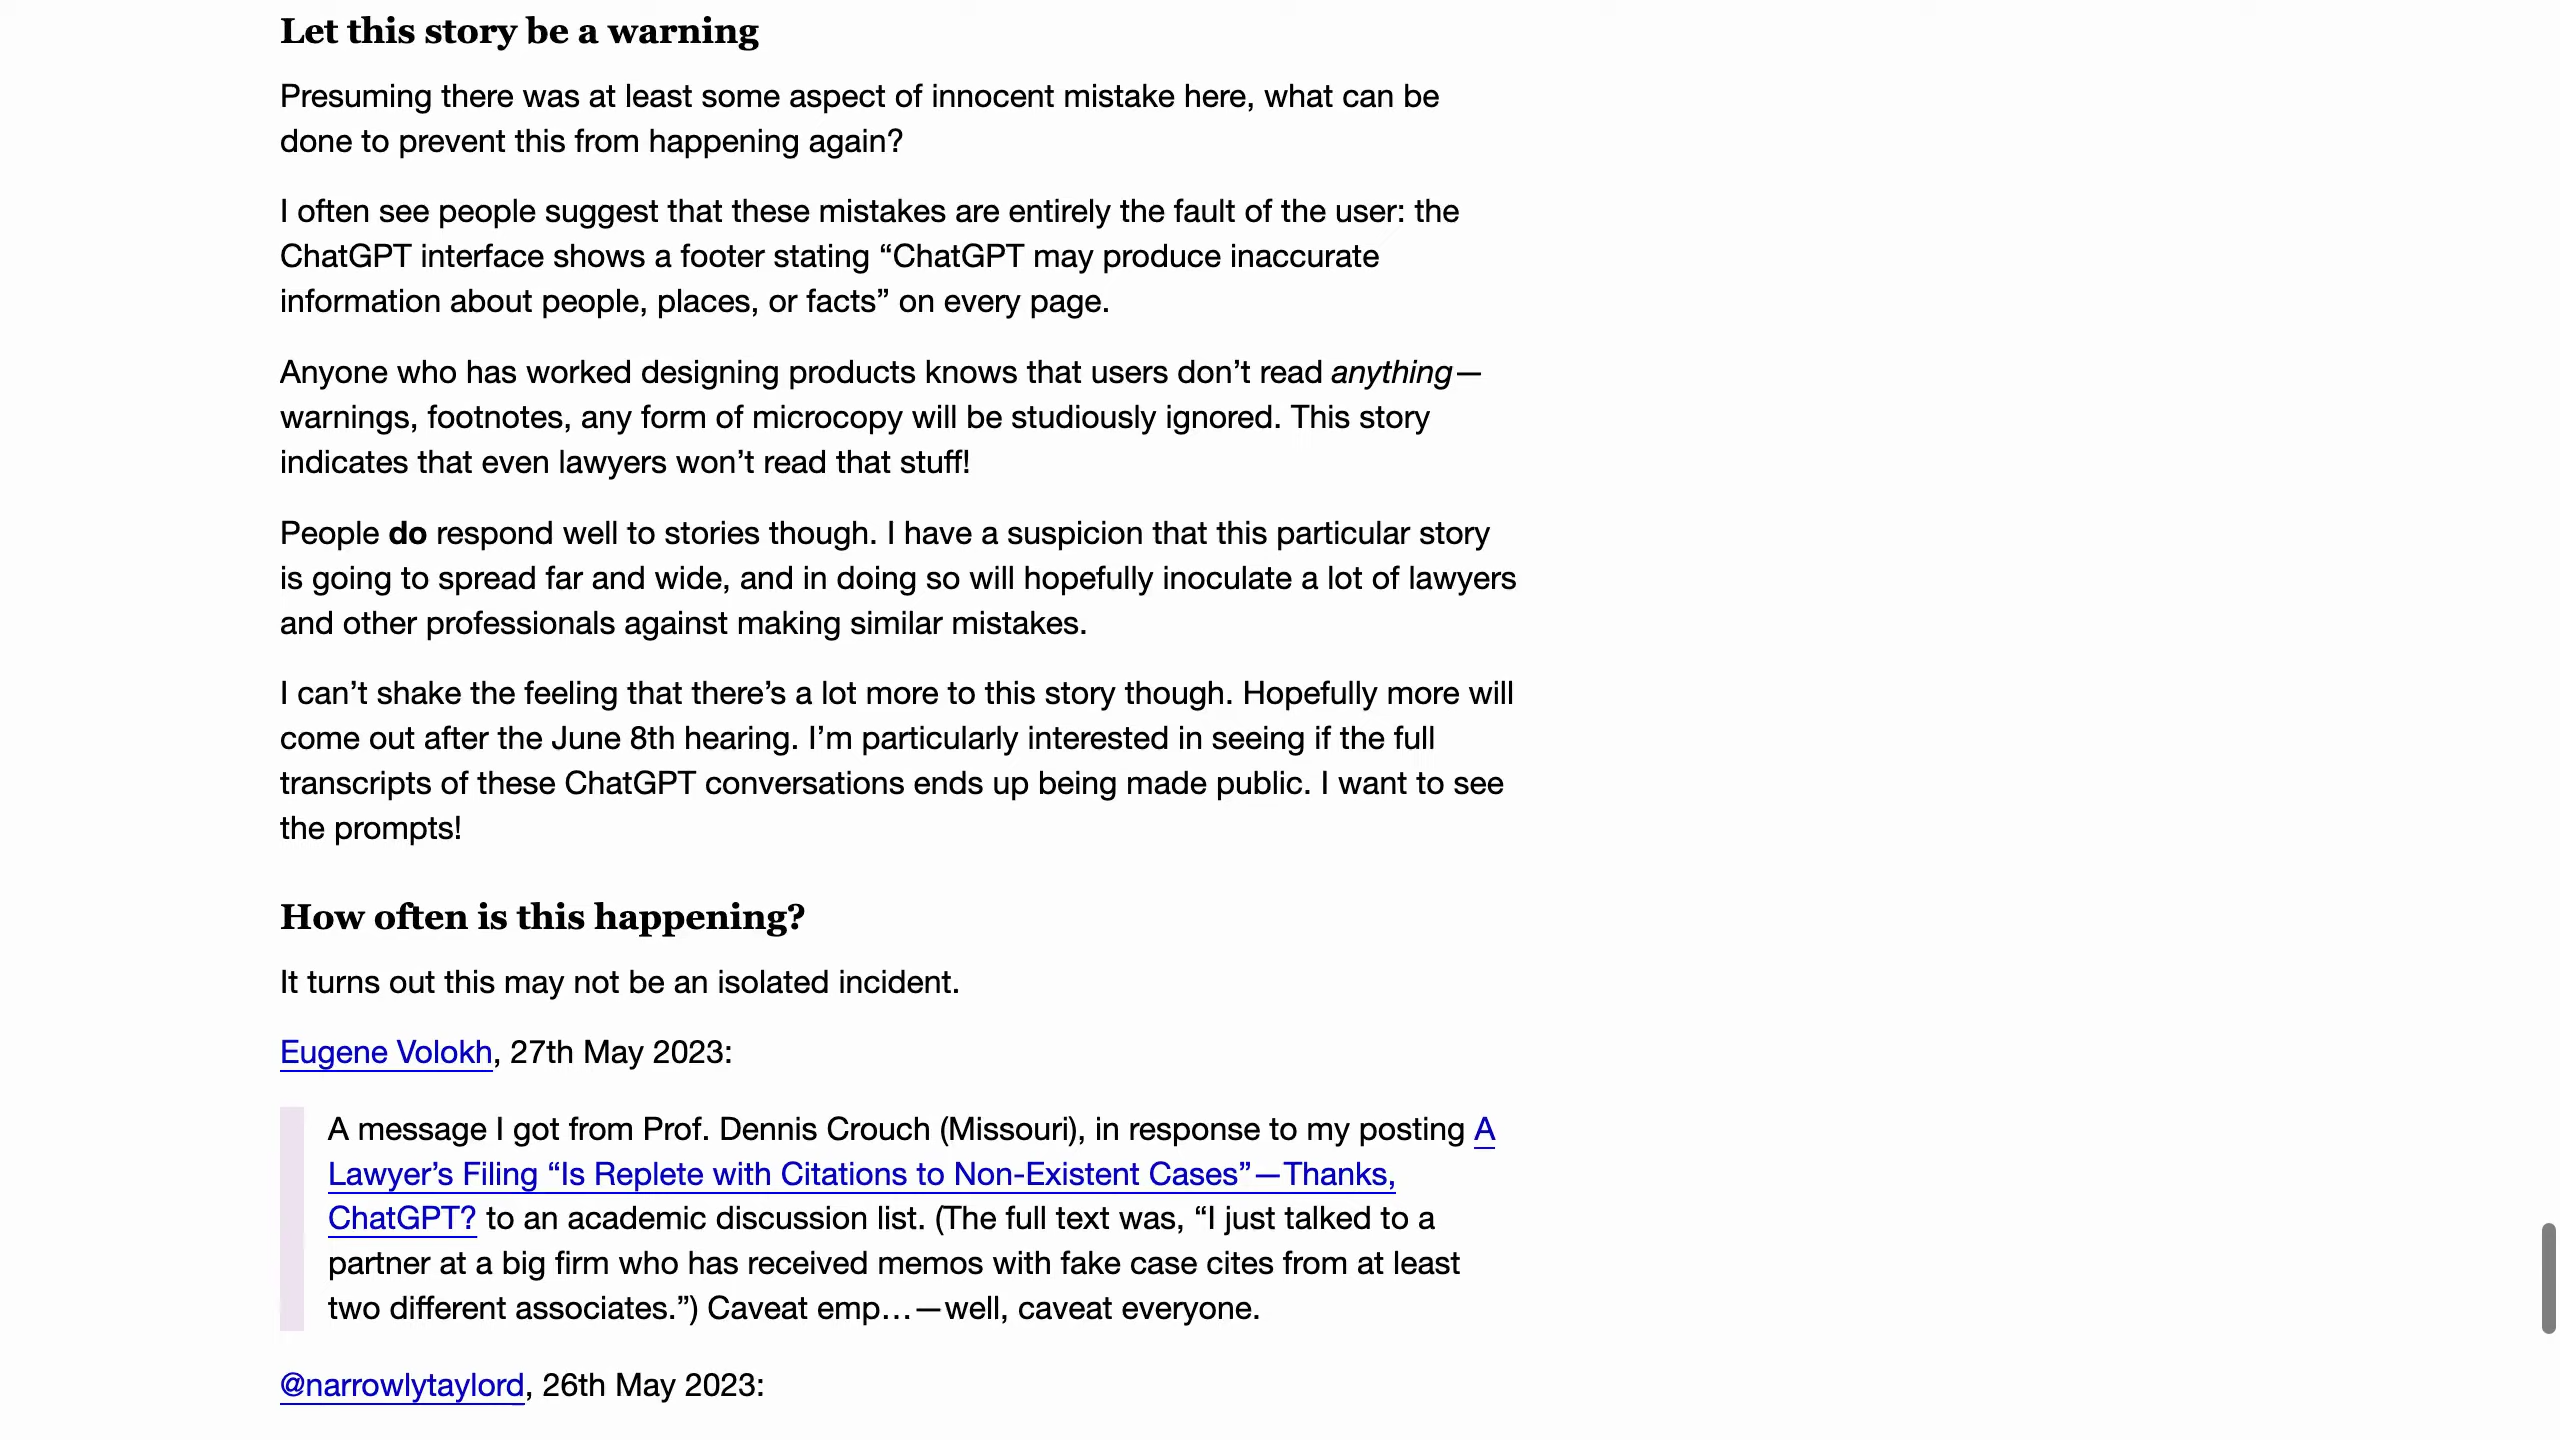 Let this story be a warning
Presuming there was at least some aspect of innocent mistake here, what can be
done to prevent this from happening again?
I often see people suggest that these mistakes are entirely the fault of the user: the
ChatGPT interface shows a footer stating “ChatGPT may produce inaccurate
information about people, places, or facts” on every page.
Anyone who has worked designing products knows that users don’t read anything—
warnings, footnotes, any form of microcopy will be studiously ignored. This story
indicates that even lawyers won’t read that stuff!
People do respond well to stories though. I have a suspicion that this particular story
is going to spread far and wide, and in doing so will hopefully inoculate a lot of lawyers
and other professionals against making similar mistakes.
I can’t shake the feeling that there’s a lot more to this story though. Hopefully more will
come out after the June 8th hearing. I’m particularly interested in seeing if the full
transcripts of these ChatGPT conversations ends up being made public. I want to see
the prompts!
How often is this happening?
It turns out this may not be an isolated incident.
Eugene Volokh, 27th May 2023:
A message I got from Prof. Dennis Crouch (Missouri), in response to my posting A
Lawyer’s Filing “Is Replete with Citations to Non-Existent Cases”—Thanks,
ChatGPT? to an academic discussion list. (The full text was, “I just talked to a
partner at a big firm who has received memos with fake case cites from at least
two different associates.”) Caveat emp…—well, caveat everyone.
@narrowlytaylord, 26th May 2023: